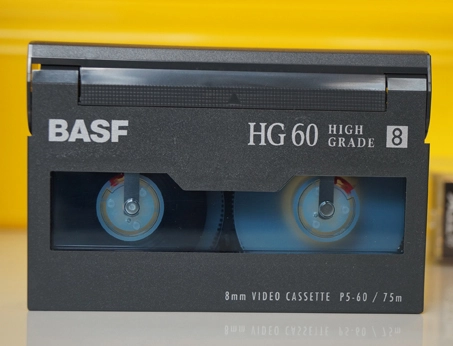 BASF
HG 60 HIGH GRADE 8
8mm VIDEO CASSETTE P5-60 / 75m